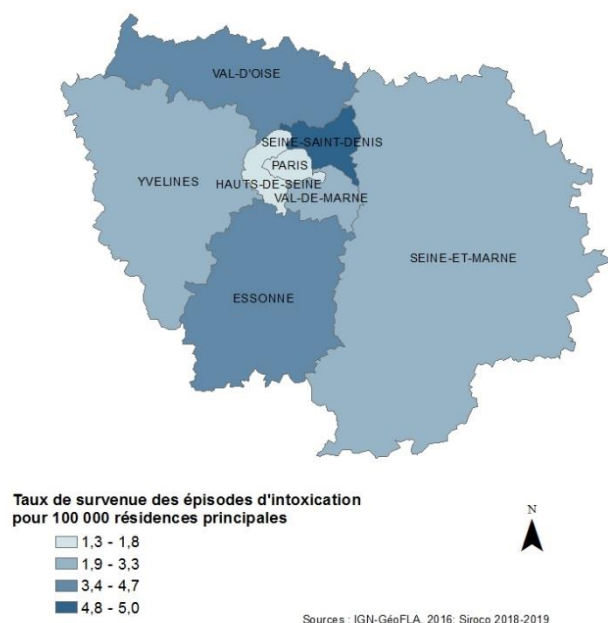 VAL-D'OISE
SEINE-SAINT-DENIS
PARIS
YVELINES
HAUTS-DE-SEINE
VAL-DE-MARNE
SEINE-ET-MARNE
ESSONNE
Taux de survenue des épisodes d'intoxication
pour 100 000 résidences principales
N
1,3 - 1,8
1,9 - 3,3
3,4 - 4,7
4,8 - 5,0
Sources : IGN-GéoFLA, 2016; Siroco 2018-2019